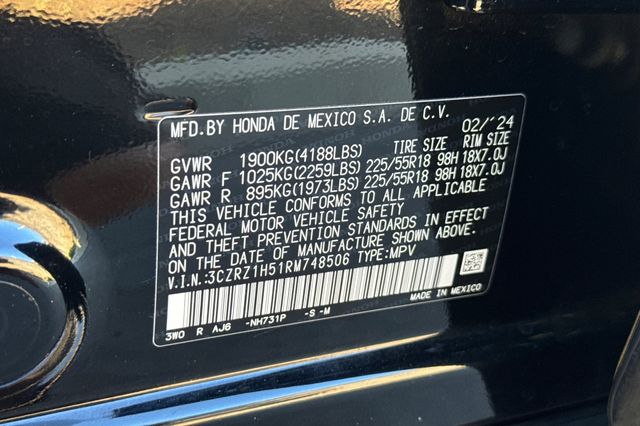 MFD.BY HONDA DE MEXICO S.A. DE C.V. 02/'24
TIRE SIZE RIM SIZE
GVWR 1900KG(4188LBS)
GAWR F 1025KG(2259LBS) 225/55R18 98H 18X7.0J
GAWR R 895KG(1973LBS) 225/55R18 98H 18X7.0J
THIS VEHICLE CONFORMS TO ALL APPLICABLE
FEDERAL MOTOR VEHICLE SAFETY
AND THEFT PREVENTION STANDARDS IN EFFECT
ON THE DATE OF MANUFACTURE SHOWN ABOVE.
V.I.N.:3CZRZ1H51RM748506 TYPE:MPV
3W0 R AJ6 -NH731P -S -M
MADE IN MEXICO